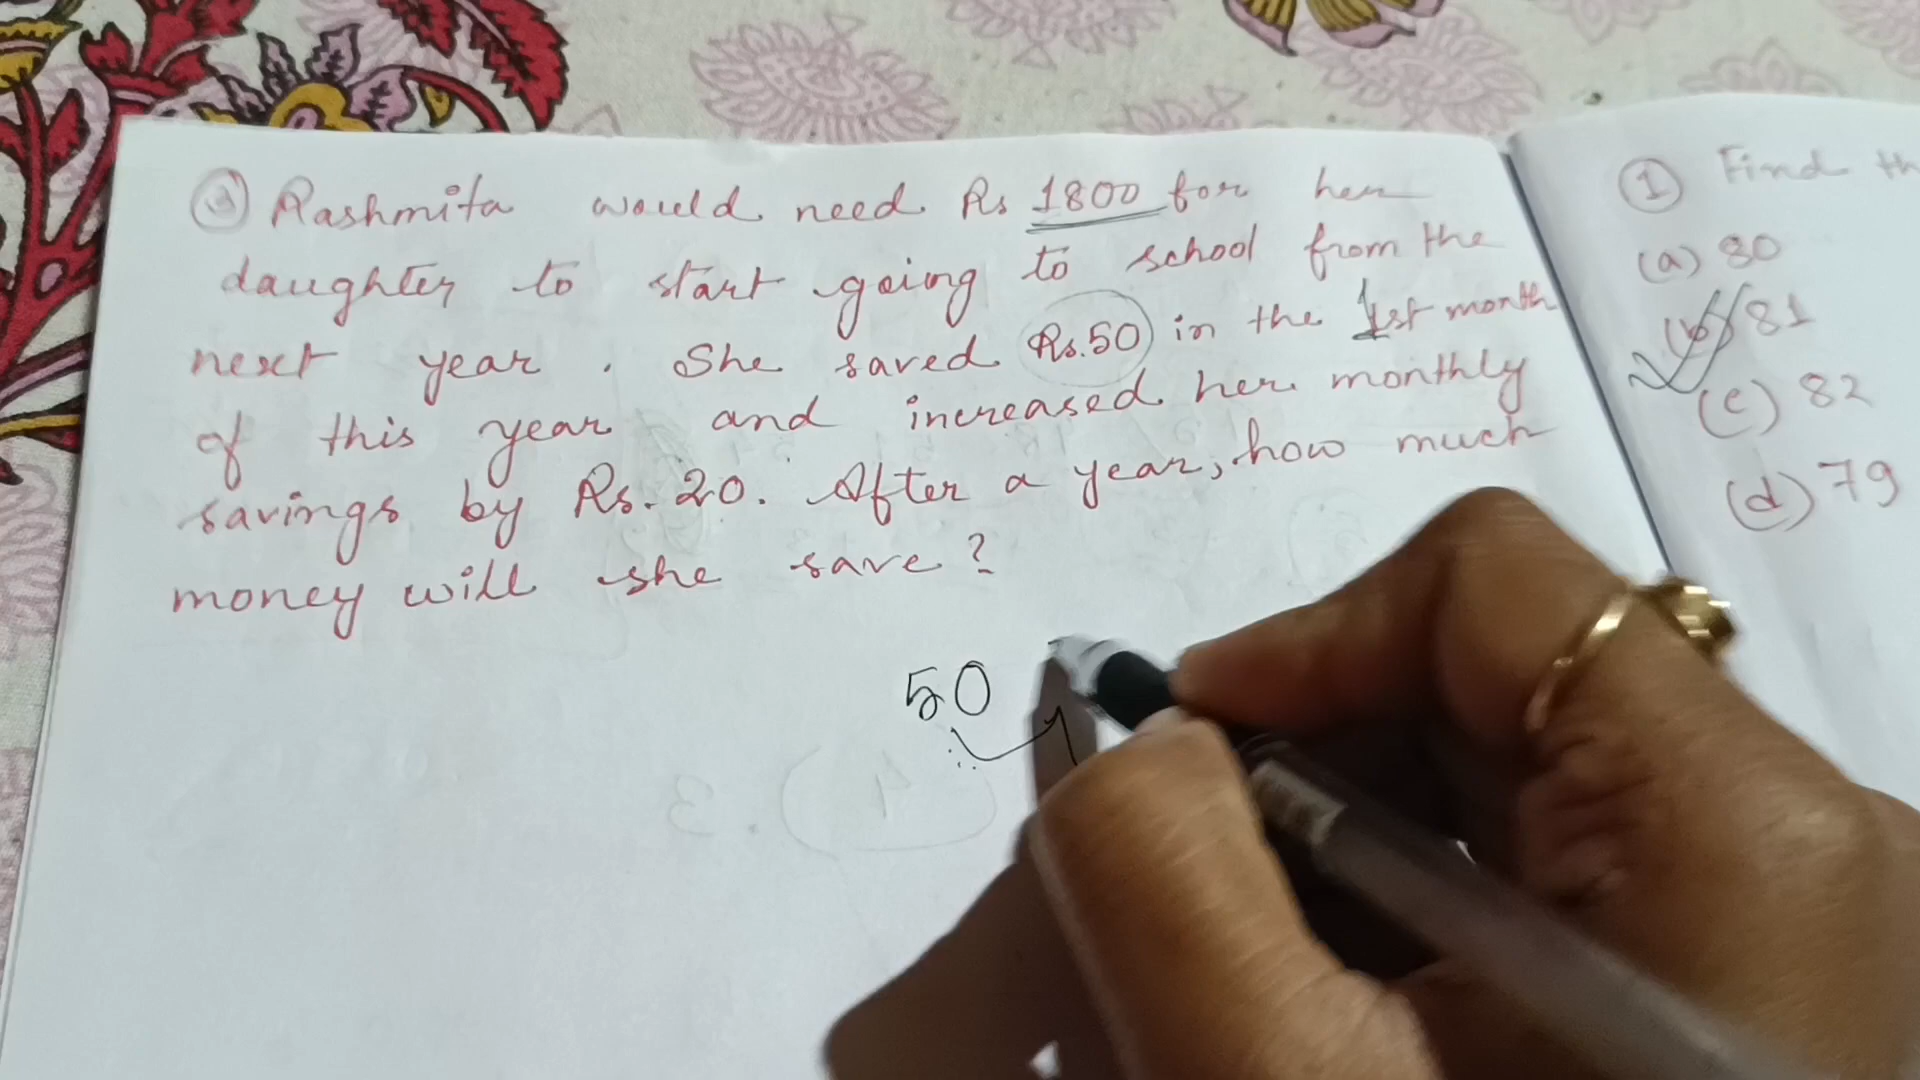 Rashmita would need Rs 1800 for her
daughter to start going to school from the
next year. She saved Rs.50 in the 1st month
of this year and increased her monthly
savings by Rs.20. After a year, how much
money will she save?
50
1 Find
(a) 80
(b) 81
(c) 82
(d) 79